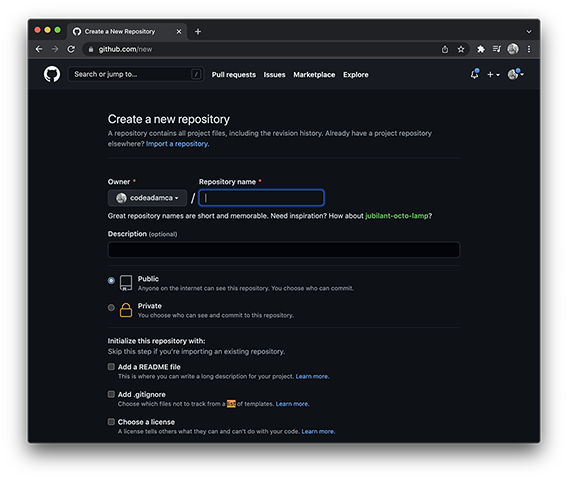 Create a New Repository
github.com/new
Search or jump to... /
Pull requests Issues Marketplace Explore
Create a new repository
A repository contains all project files, including the revision history. Already have a project repository
elsewhere? Import a repository.
Owner * Repository name *
codeadamca /
Great repository names are short and memorable. Need inspiration? How about jubilant-octo-lamp?
Description (optional)
Public
Anyone on the internet can see this repository. You choose who can commit.
Private
You choose who can see and commit to this repository.
Initialize this repository with:
Skip this step if you're importing an existing repository.
Add a README file
This is where you can write a long description for your project. Learn more.
Add .gitignore
Choose which files not to track from a list of templates. Learn more.
Choose a license
A license tells others what they can and can't do with your code. Learn more.